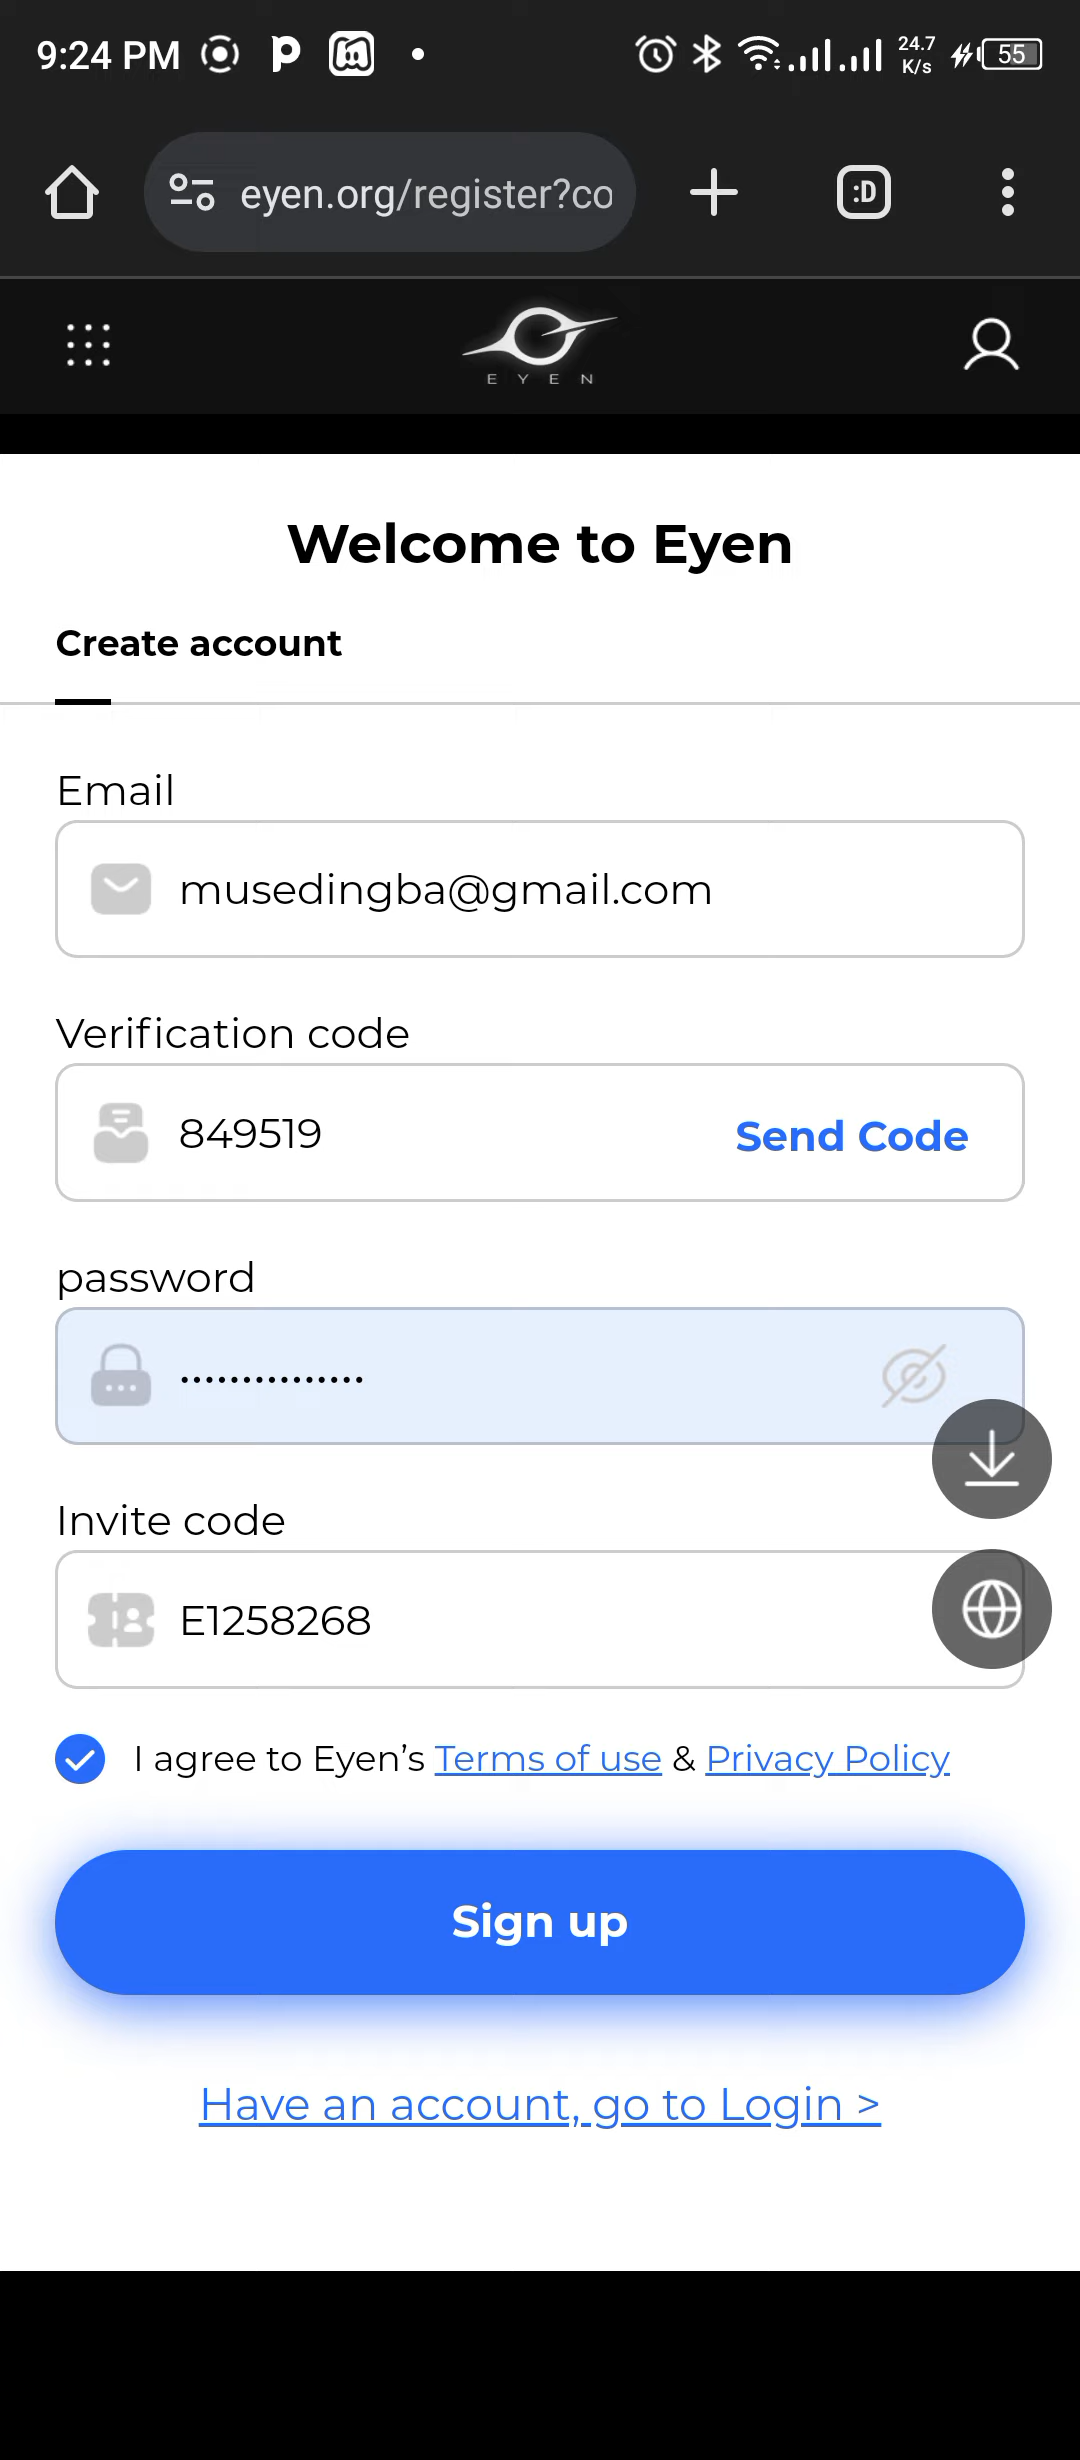 9:24 PM
24.7
K/s
55
eyen.org/register?co
:D
EYEN
Welcome to Eyen
Create account
Email
musedingba@gmail.com
Verification code
849519
Send Code
password
Invite code
E1258268
I agree to Eyen’s Terms of use & Privacy Policy
Sign up
Have an account, go to Login >